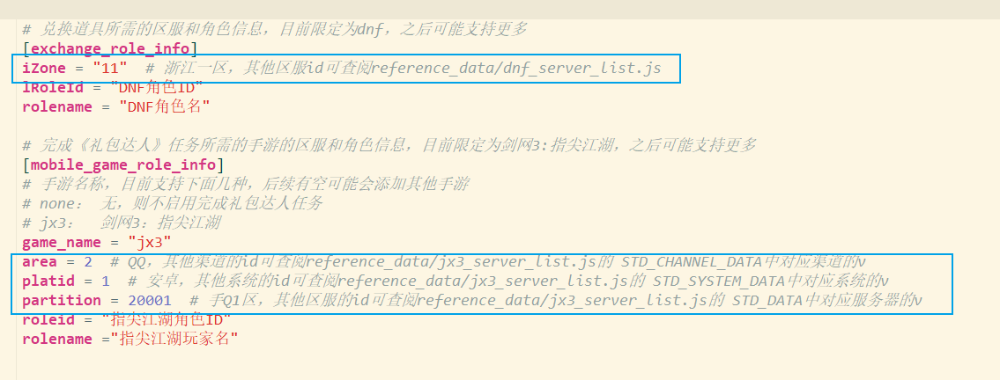 # 兑换道具所需的区服和角色信息，目前限定为dnf，之后可能支持更多
[exchange_role_info]
iZone = "11"  # 浙江一区，其他区服id可查阅reference_data/dnf_server_list.js
lRoleId = "DNF角色ID"
rolename = "DNF角色名"
# 完成《礼包达人》任务所需的手游的区服和角色信息，目前限定为剑网3:指尖江湖，之后可能支持更多
[mobile_game_role_info]
# 手游名称，目前支持下面几种，后续有空可能会添加其他手游
# none： 无，则不启用完成礼包达人任务
# jx3：  剑网3：指尖江湖
game_name = "jx3"
area = 2  # QQ，其他渠道的id可查阅reference_data/jx3_server_list.js的 STD_CHANNEL_DATA中对应渠道的v
platid = 1  # 安卓，其他系统的id可查阅reference_data/jx3_server_list.js的 STD_SYSTEM_DATA中对应系统的v
partition = 20001  # 手Q1区，其他区服的id可查阅reference_data/jx3_server_list.js的 STD_DATA中对应服务器的v
roleid = "指尖江湖角色ID"
rolename ="指尖江湖玩家名"